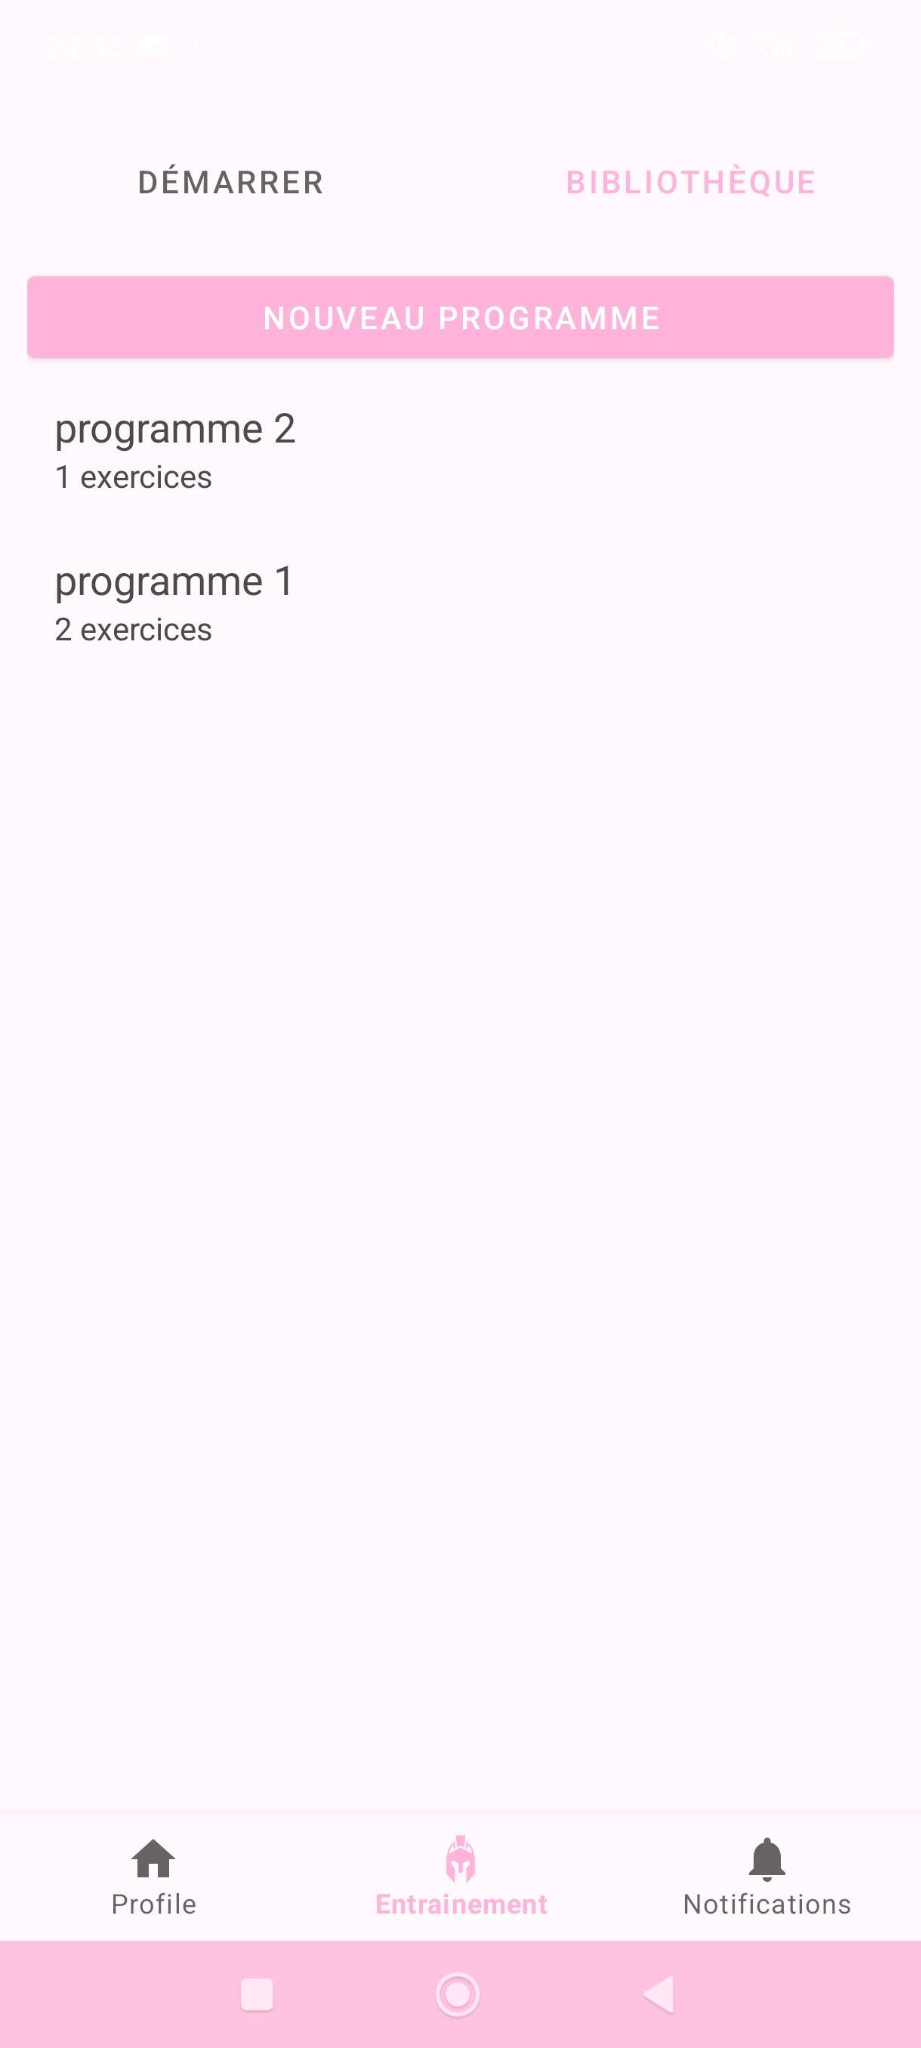 DÉMARRER
BIBLIOTHÈQUE
NOUVEAU PROGRAMME
programme 2
1 exercices
programme 1
2 exercices
Profile
Entrainement
Notifications